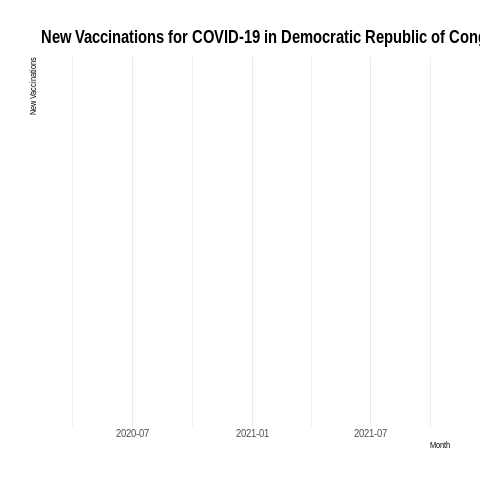 New Vaccinations for COVID-19 in Democratic Republic of Cong
New Vaccinations
2020-07 2021-01 2021-07
Month